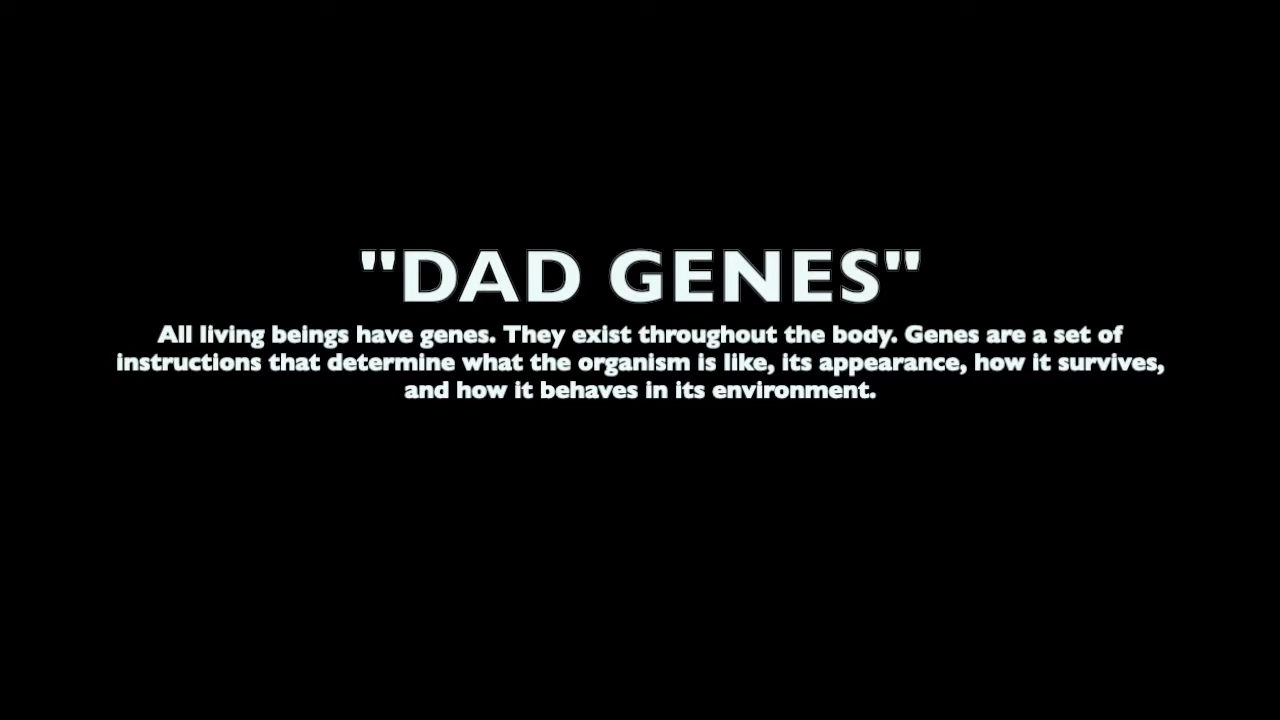 "DAD GENES"
All living beings have genes. They exist throughout the body. Genes are a set of
instructions that determine what the organism is like, its appearance, how it survives,
and how it behaves in its environment.